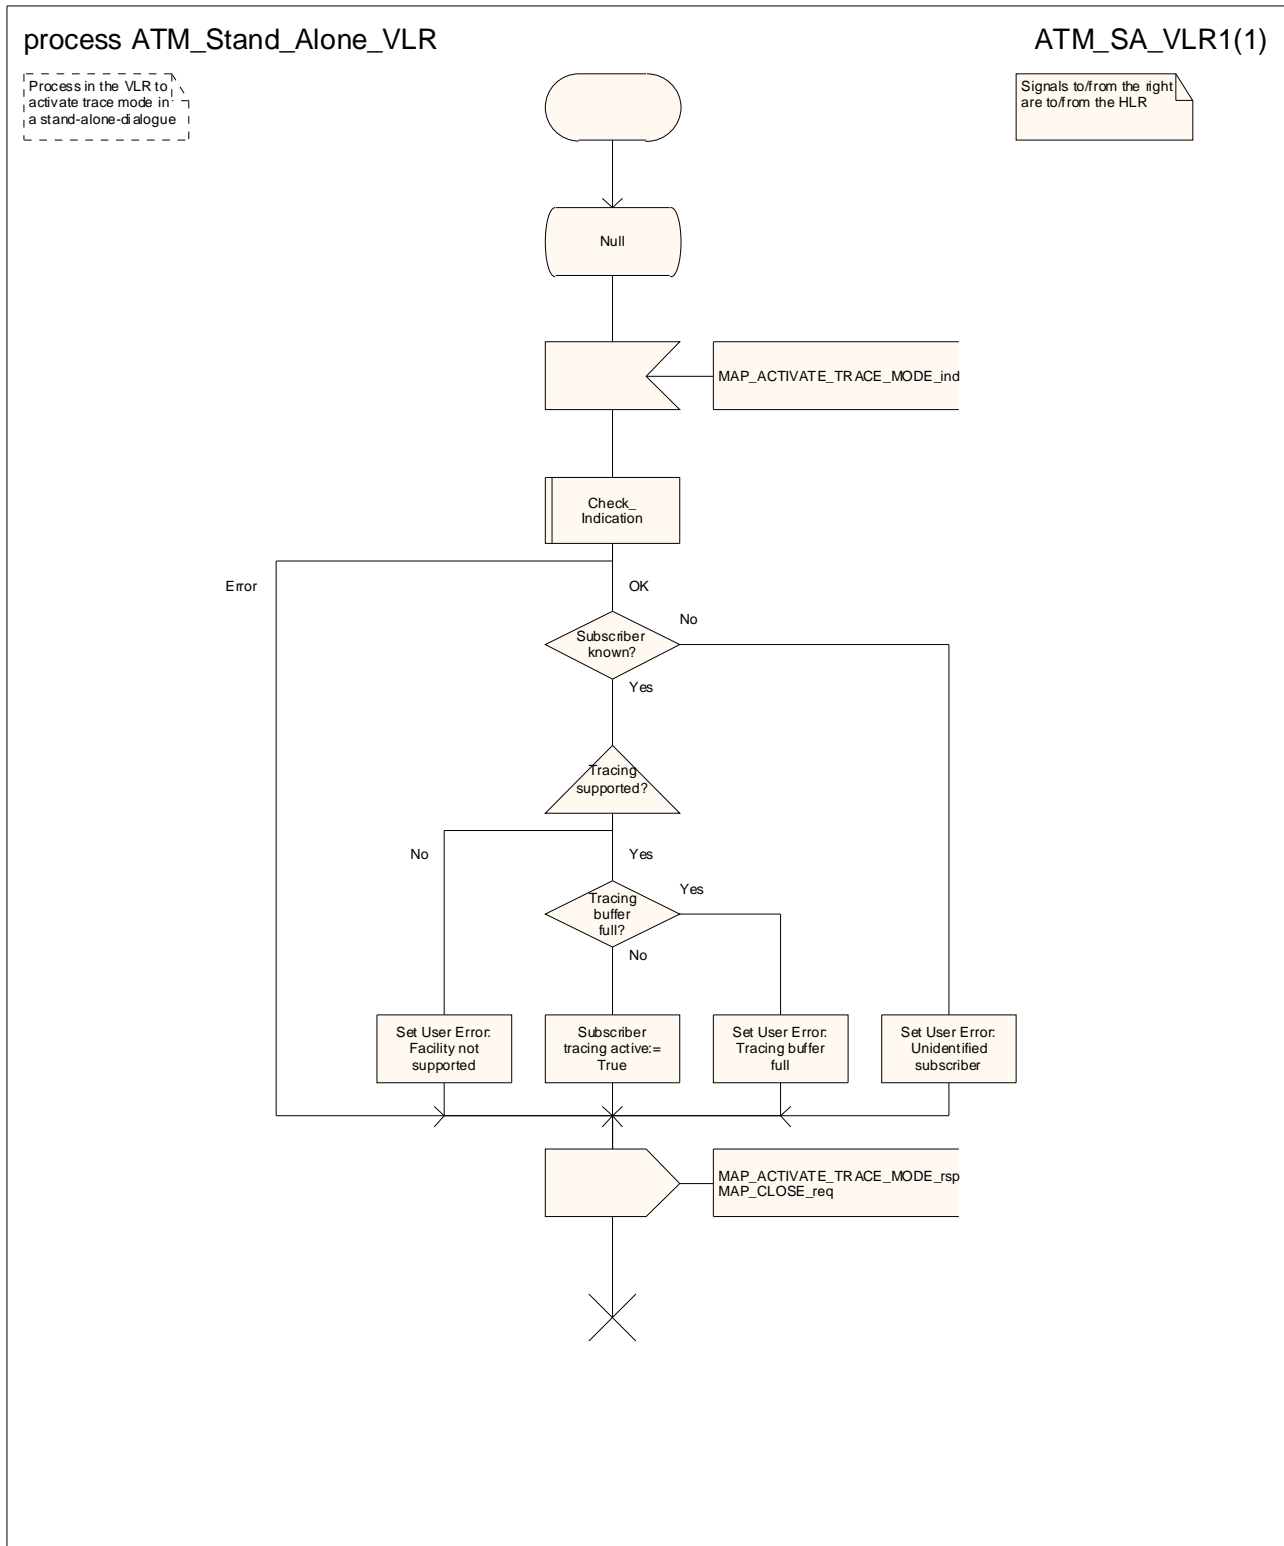 process ATM_Stand_Alone_VLR
ATM_SA_VLR1(1)
Process in the VLR to
activate trace mode in
a stand-alone-dialogue
Signals to/from the right
are to/from the HLR
Null
MAP_ACTIVATE_TRACE_MODE_ind
Check_
Indication
Error
OK
No
Subscriber
known?
Yes
Tracing
supported?
No
Yes
Yes
Tracing
buffer
full?
No
Set User Error:
Facility not
supported
Subscriber
tracing active:=
True
Set User Error:
Tracing buffer
full
Set User Error:
Unidentified
subscriber
MAP_ACTIVATE_TRACE_MODE_rsp
MAP_CLOSE_req